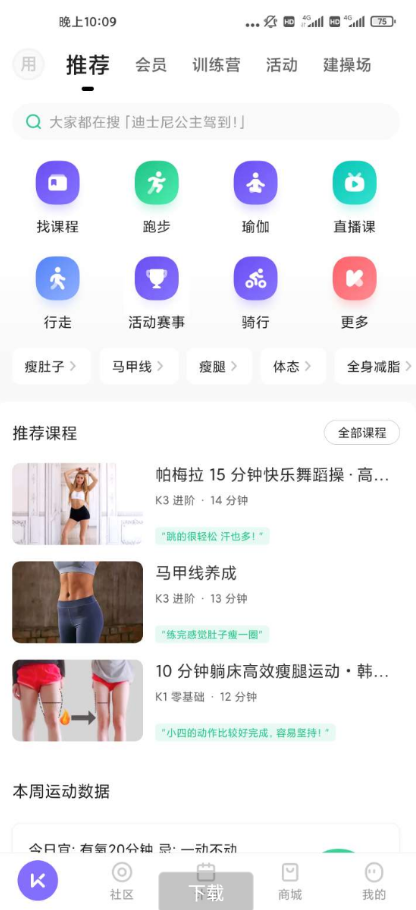 晚上10:09
HD 4G HD 4G 75
用 推荐 会员 训练营 活动 建操场
大家都在搜「迪士尼公主驾到!」
找课程 跑步 瑜伽 直播课
行走 活动赛事 骑行 更多
瘦肚子 马甲线 瘦腿 体态 全身减脂
推荐课程 全部课程
帕梅拉 15 分钟快乐舞蹈操 · 高...
K3 进阶 · 14 分钟
“跳的很轻松 汗也多!”
马甲线养成
K3 进阶 · 13 分钟
“练完感觉肚子瘦一圈”
10 分钟躺床高效瘦腿运动·韩...
K1 零基础 · 12 分钟
“小四的动作比较好完成, 容易坚持!”
本周运动数据
今日宜: 有氧20分钟 忌: 一动不动
社区 下载 商城 我的